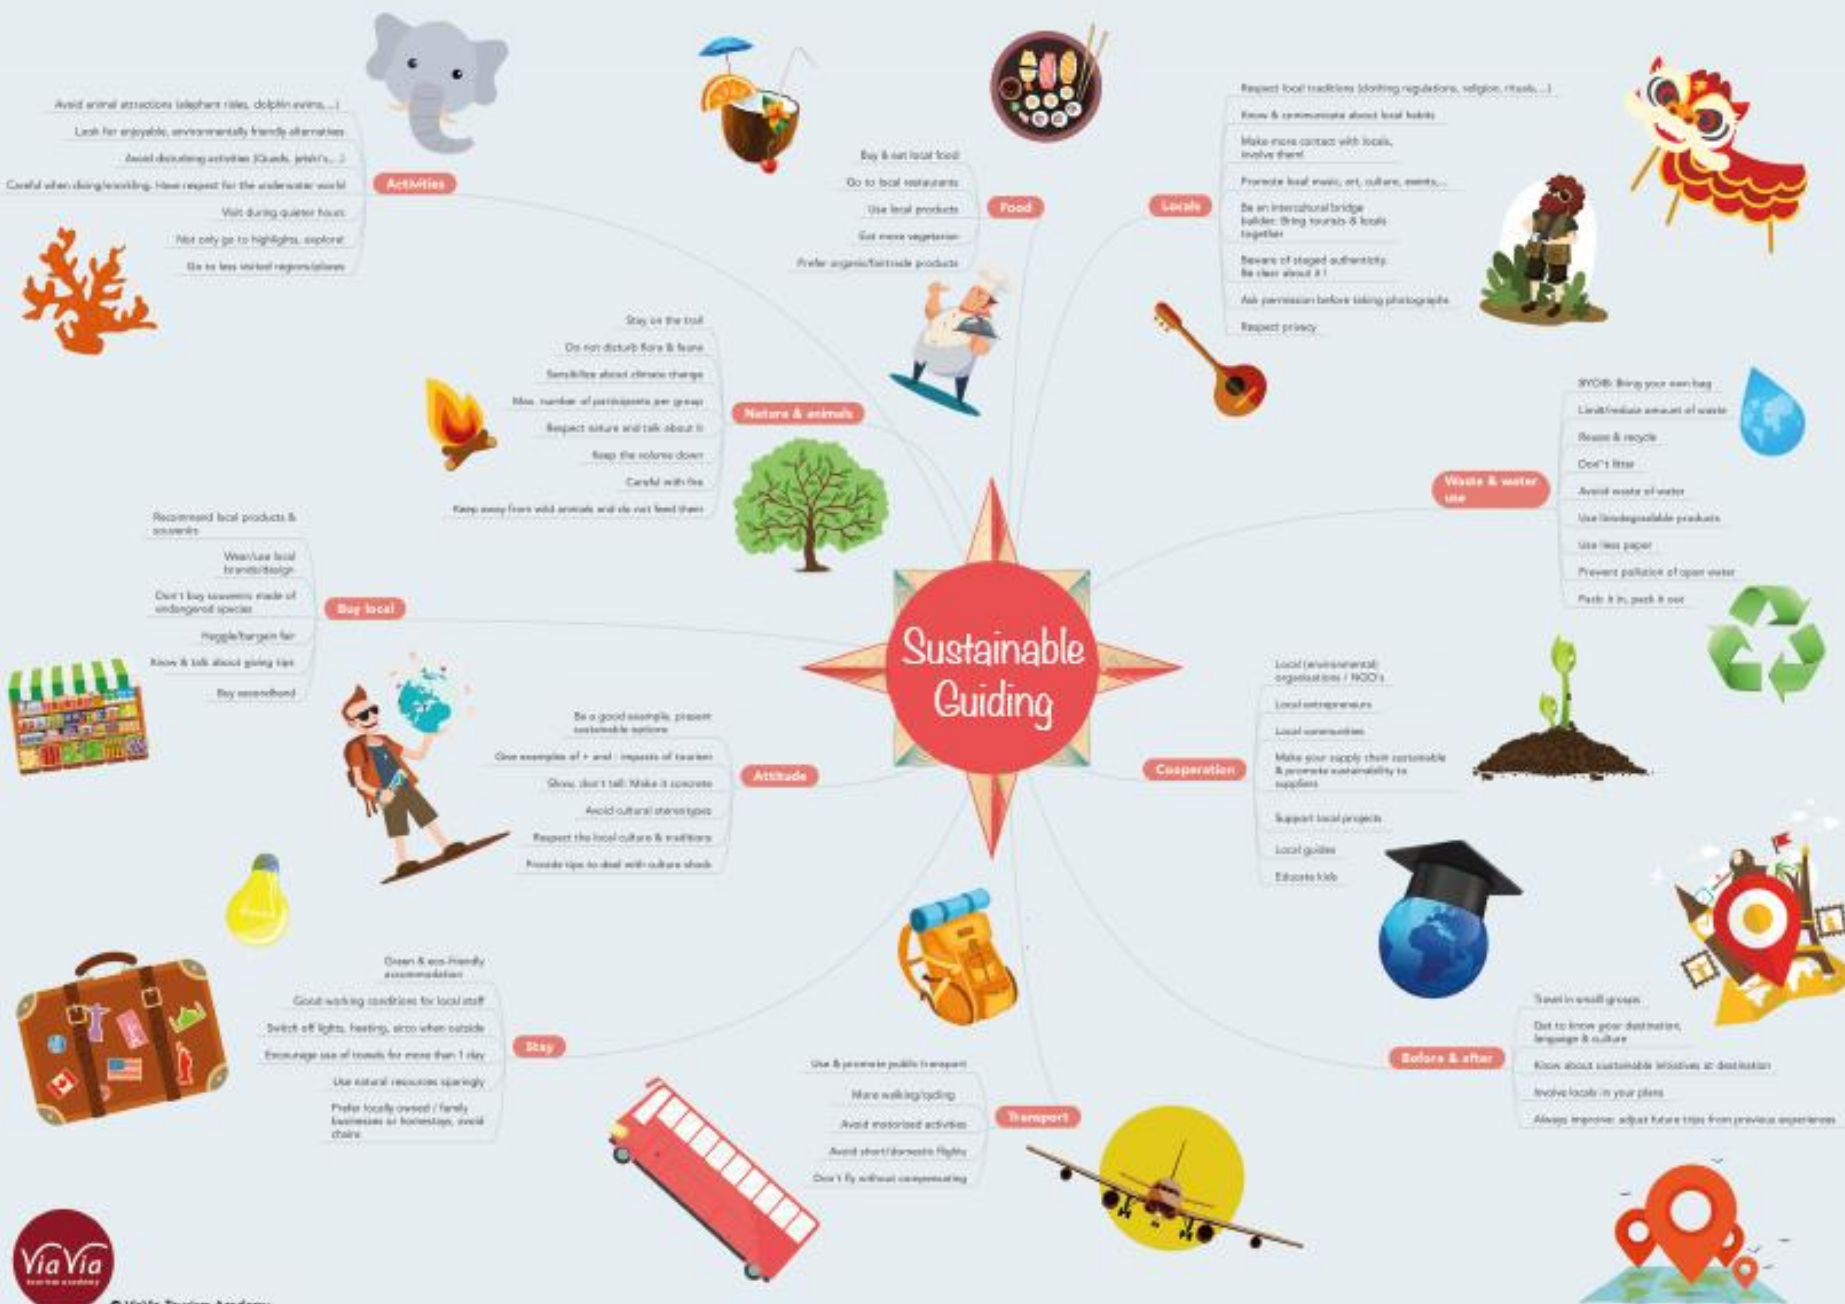 Sustainable
Guiding
Activities
Avoid animal attractions (elephant rides, dolphin swims,...)
Look for enjoyable, environmentally friendly alternatives
Avoid disturbing activities (Quads, jetski's,...)
Careful when diving/snorkling. Have respect for the underwater world
Visit during quieter hours
Not only go to highlights, explore!
Go to less visited regions/places
Food
Buy & eat local food
Go to local restaurants
Use local products
Eat more vegetarian
Prefer organic/fairtrade products
Locals
Respect local traditions (clothing regulations, religion, rituals,...)
Know & communicate about local habits
Make more contact with locals,
involve them!
Promote local music, art, culture, events,...
Be an intercultural bridge
builder: Bring tourists & locals
together
Beware of staged authenticity.
Be clear about it !
Ask permission before taking photographs
Respect privacy
Nature & animals
Stay on the trail
Do not disturb flora & fauna
Sensibilize about climate change
Max. number of participants per group
Respect nature and talk about it
Keep the volume down
Careful with fire
Keep away from wild animals and do not feed them
Waste & water
use
BYOB: Bring your own bag
Limit/reduce amount of waste
Reuse & recycle
Don't litter
Avoid waste of water
Use biodegradable products
Use less paper
Prevent pollution of open water
Pack it in, pack it out
Buy local
Recommend local products &
souvenirs
Wear/use local
brands/design
Don't buy souvenirs made of
endangered species
Haggle/bargain fair
Know & talk about giving tips
Buy secondhand
Attitude
Be a good example, present
sustainable options
Give examples of + and - impacts of tourism
Show, don't tell: Make it concrete
Avoid cultural stereotypes
Respect the local culture & traditions
Provide tips to deal with culture shock
Cooperation
Local (environmental)
organisations / NGO's
Local entrepreneurs
Local communities
Make your supply chain sustainable
& promote sustainability to
suppliers
Support local projects
Local guides
Educate kids
Stay
Green & eco-friendly
accommodation
Good working conditions for local staff
Switch off lights, heating, airco when outside
Encourage use of towels for more than 1 day
Use natural resources sparingly
Prefer locally owned / family
businesses or homestays, avoid
chains
Transport
Use & promote public transport
More walking/cycling
Avoid motorized activities
Avoid short/domestic flights
Don't fly without compensating
Before & after
Travel in small groups
Get to know your destination,
language & culture
Know about sustainable initiatives at destination
Involve locals in your plans
Always improve: adjust future trips from previous experiences
ViaVia
tourism academy
© ViaVia Tourism Academy